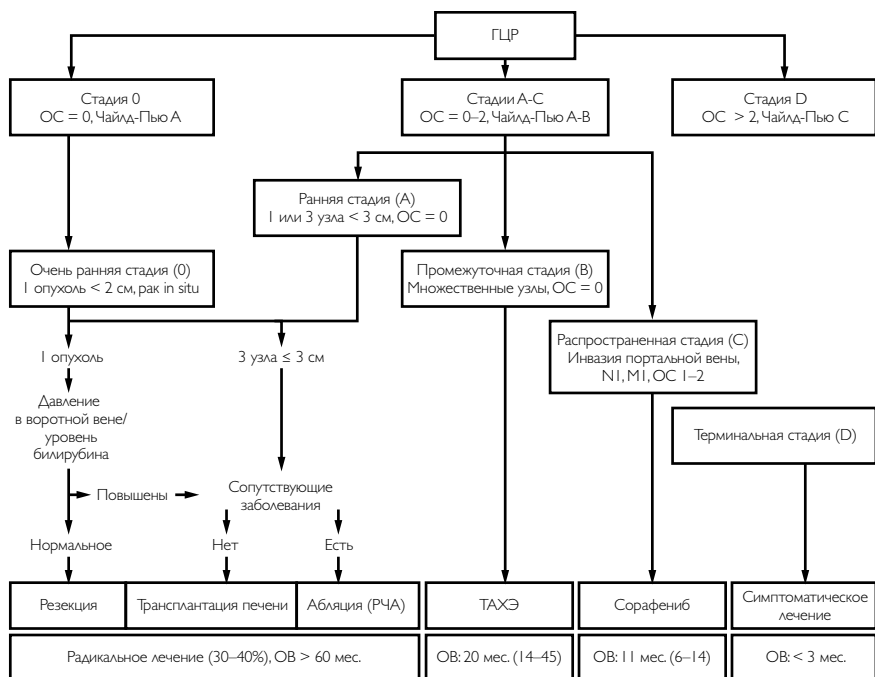 ГЦР
Стадия 0
ОС = 0, Чайлд-Пью А
Стадии А-С
ОС = 0–2, Чайлд-Пью А-В
Стадия D
ОС > 2, Чайлд-Пью С
Ранняя стадия (А)
1 или 3 узла < 3 см, ОС = 0
Очень ранняя стадия (0)
1 опухоль < 2 см, рак in situ
Промежуточная стадия (В)
Множественные узлы, ОС = 0
Распространенная стадия (С)
Инвазия портальной вены,
N1, M1, ОС 1–2
1 опухоль
3 узла ≤ 3 см
Давление
в воротной вене/
уровень
билирубина
Терминальная стадия (D)
Повышены
Сопутствующие
заболевания
Нормальное
Нет
Есть
Резекция
Трансплантация печени
Абляция (РЧА)
ТАХЭ
Сорафениб
Симптоматическое
лечение
Радикальное лечение (30–40%), ОВ > 60 мес.
ОВ: 20 мес. (14–45)
ОВ: 11 мес. (6–14)
ОВ: < 3 мес.